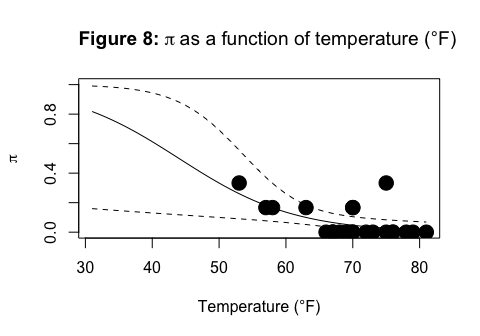 Figure 8: π as a function of temperature (°F)
π
0.0 0.4 0.8
30 40 50 60 70 80
Temperature (°F)